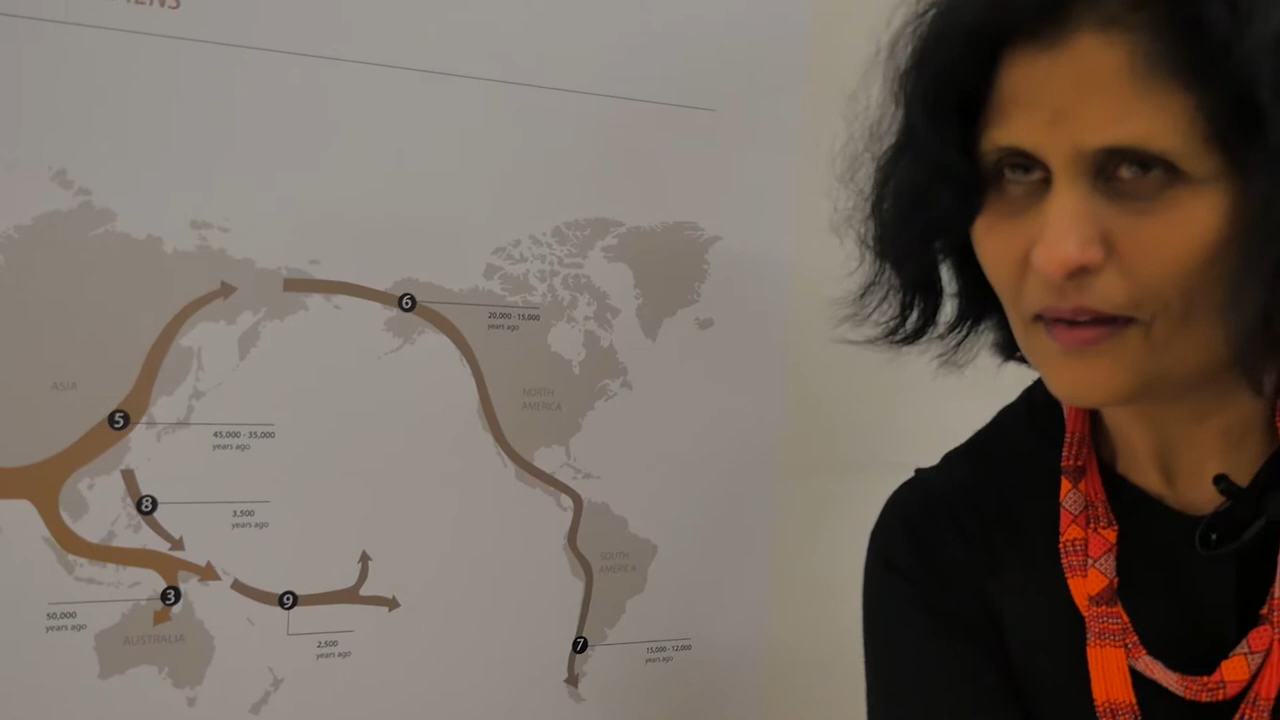 6
20,000 - 15,000
years ago
ASIA
NORTH
AMERICA
5
45,000 - 35,000
years ago
8
3,500
years ago
SOUTH
AMERICA
3
50,000
years ago
9
AUSTRALIA
2,500
years ago
7
15,000 - 12,000
years ago